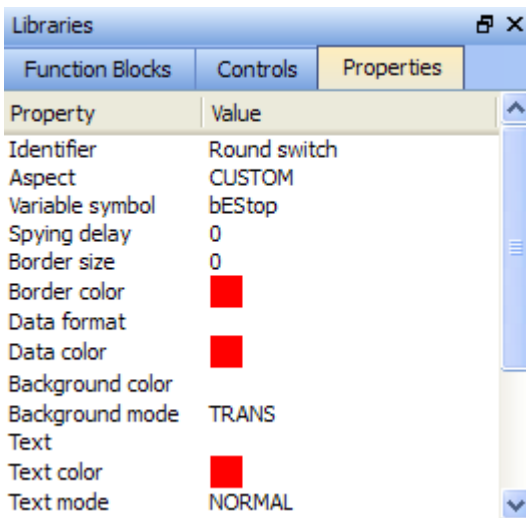 Libraries
Function Blocks Controls Properties
Property Value
Identifier Round switch
Aspect CUSTOM
Variable symbol bEStop
Spying delay 0
Border size 0
Border color
Data format
Data color
Background color
Background mode TRANS
Text
Text color
Text mode NORMAL